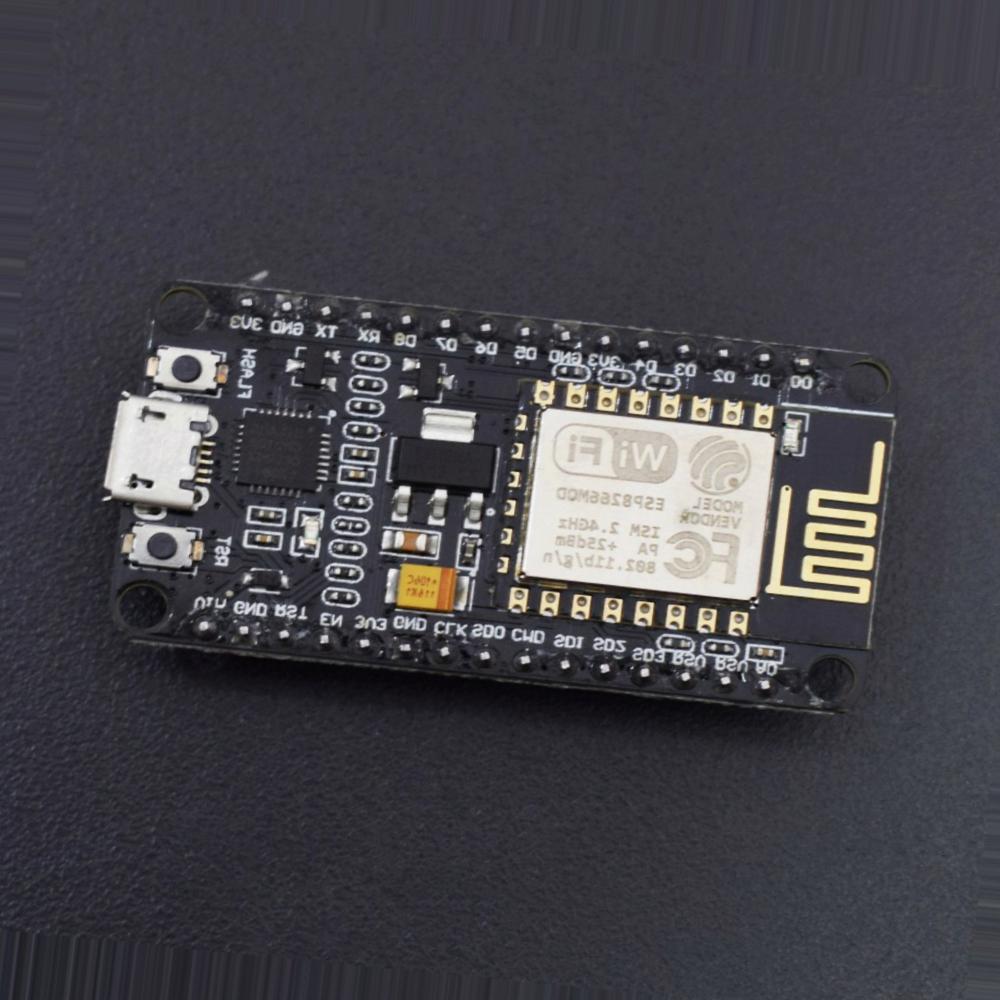 3V3 GND TX RX D8 D7 D6 D5 GND 3V3 D4 D3 D2 D1 D0
FLASH
WiFi
ESP8266MOD
MODEL
VENDOR
ISM 2.4GHz
PA +25dBm
802.11b/g/n
FC
RST
Vin GND RST EN 3V3 GND CLK SD0 CMD SD1 SD2 SD3 RSV RSV A0